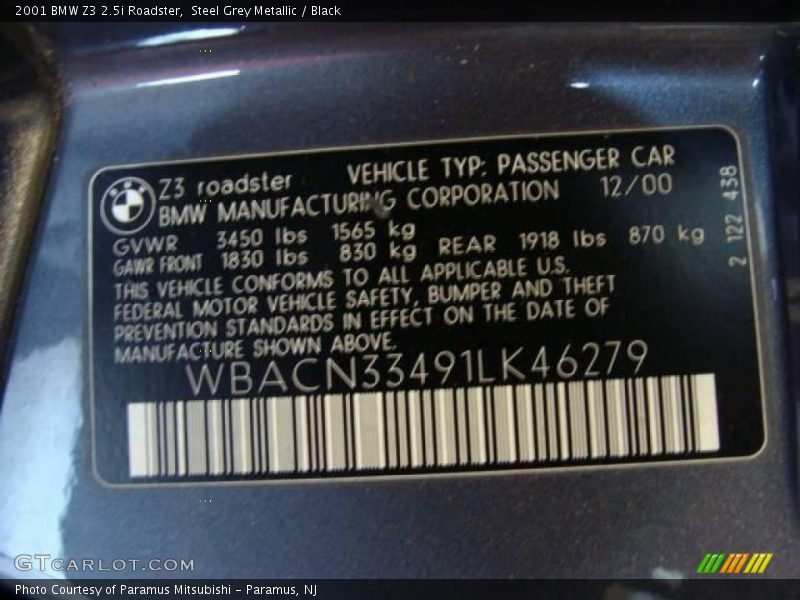 2001 BMW Z3 2.5i Roadster,  Steel Grey Metallic / Black
Z3 roadster VEHICLE TYP: PASSENGER CAR
BMW MANUFACTURING CORPORATION 12/00
GVWR 3450 lbs 1565 kg
GAWR FRONT 1830 lbs 830 kg REAR 1918 lbs 870 kg
THIS VEHICLE CONFORMS TO ALL APPLICABLE U.S.
FEDERAL MOTOR VEHICLE SAFETY, BUMPER AND THEFT
PREVENTION STANDARDS IN EFFECT ON THE DATE OF
MANUFACTURE SHOWN ABOVE.
WBACN33491LK46279
2 122 438
GTCARLOT.COM
Photo Courtesy of Paramus Mitsubishi - Paramus, NJ